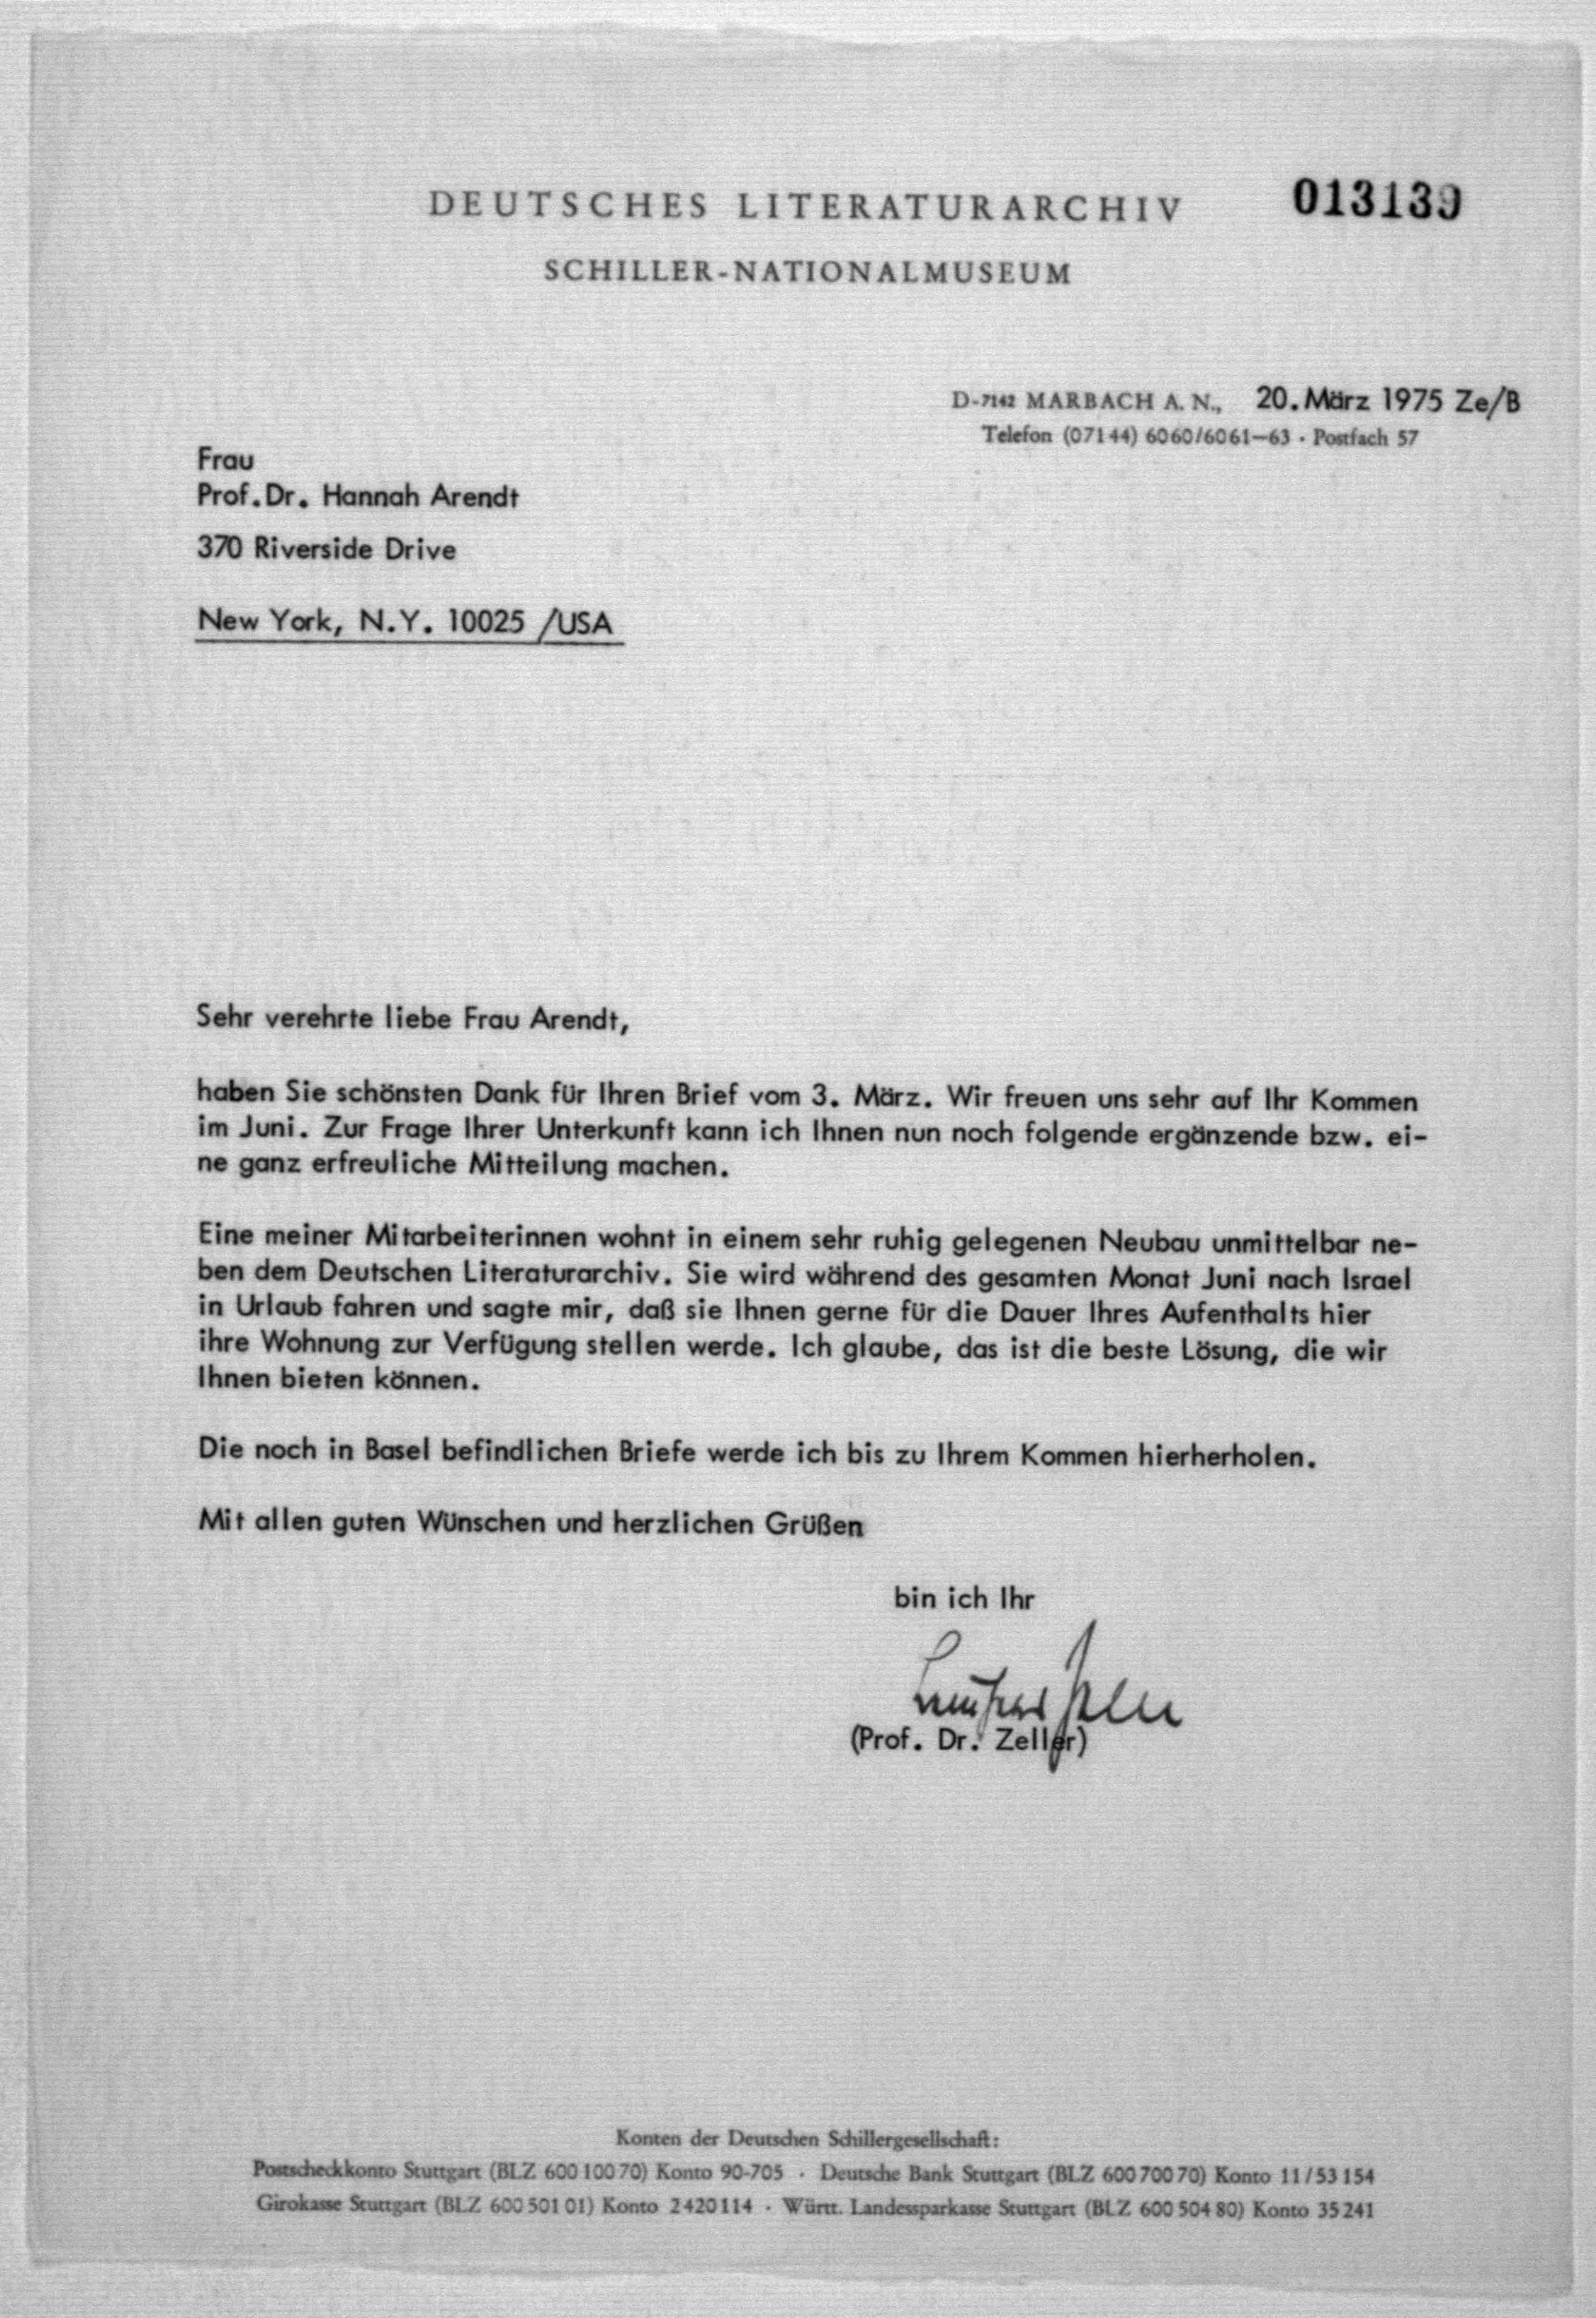 DEUTSCHES LITERATURARCHIV 013139
SCHILLER-NATIONALMUSEUM
D-7142 MARBACH A. N., 20. März 1975 Ze/B
Telefon (07144) 6060/6061–63 · Postfach 57
Frau
Prof. Dr. Hannah Arendt
370 Riverside Drive
New York, N.Y. 10025 /USA
Sehr verehrte liebe Frau Arendt,
haben Sie schönsten Dank für Ihren Brief vom 3. März. Wir freuen uns sehr auf Ihr Kommen
im Juni. Zur Frage Ihrer Unterkunft kann ich Ihnen nun noch folgende ergänzende bzw. ei-
ne ganz erfreuliche Mitteilung machen.
Eine meiner Mitarbeiterinnen wohnt in einem sehr ruhig gelegenen Neubau unmittelbar ne-
ben dem Deutschen Literaturarchiv. Sie wird während des gesamten Monat Juni nach Israel
in Urlaub fahren und sagte mir, daß sie Ihnen gerne für die Dauer Ihres Aufenthalts hier
ihre Wohnung zur Verfügung stellen werde. Ich glaube, das ist die beste Lösung, die wir
Ihnen bieten können.
Die noch in Basel befindlichen Briefe werde ich bis zu Ihrem Kommen hierherholen.
Mit allen guten Wünschen und herzlichen Grüßen
bin ich Ihr
(Prof. Dr. Zeller)
Konten der Deutschen Schillergesellschaft:
Postscheckkonto Stuttgart (BLZ 600 100 70) Konto 90-705 · Deutsche Bank Stuttgart (BLZ 600 700 70) Konto 11/53 154
Girokasse Stuttgart (BLZ 600 501 01) Konto 2 420 114 · Württ. Landessparkasse Stuttgart (BLZ 600 504 80) Konto 35 241